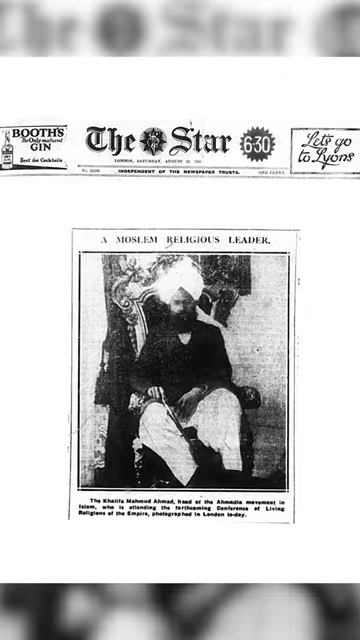 BOOTH'S
The Only matured
GIN
Best for Cocktails
The Star
6-30
Let's go
to Lyons
LONDON, SATURDAY, AUGUST
INDEPENDENT OF THE NEWSPAPER TRUSTS.
ONE PENNY
A MOSLEM RELIGIOUS LEADER.
The Khalifa Mahmud Ahmad, head of the Ahmadia movement in
Islam, who is attending the forthcoming Conference of Living
Religions of the Empire, photographed in London to-day.